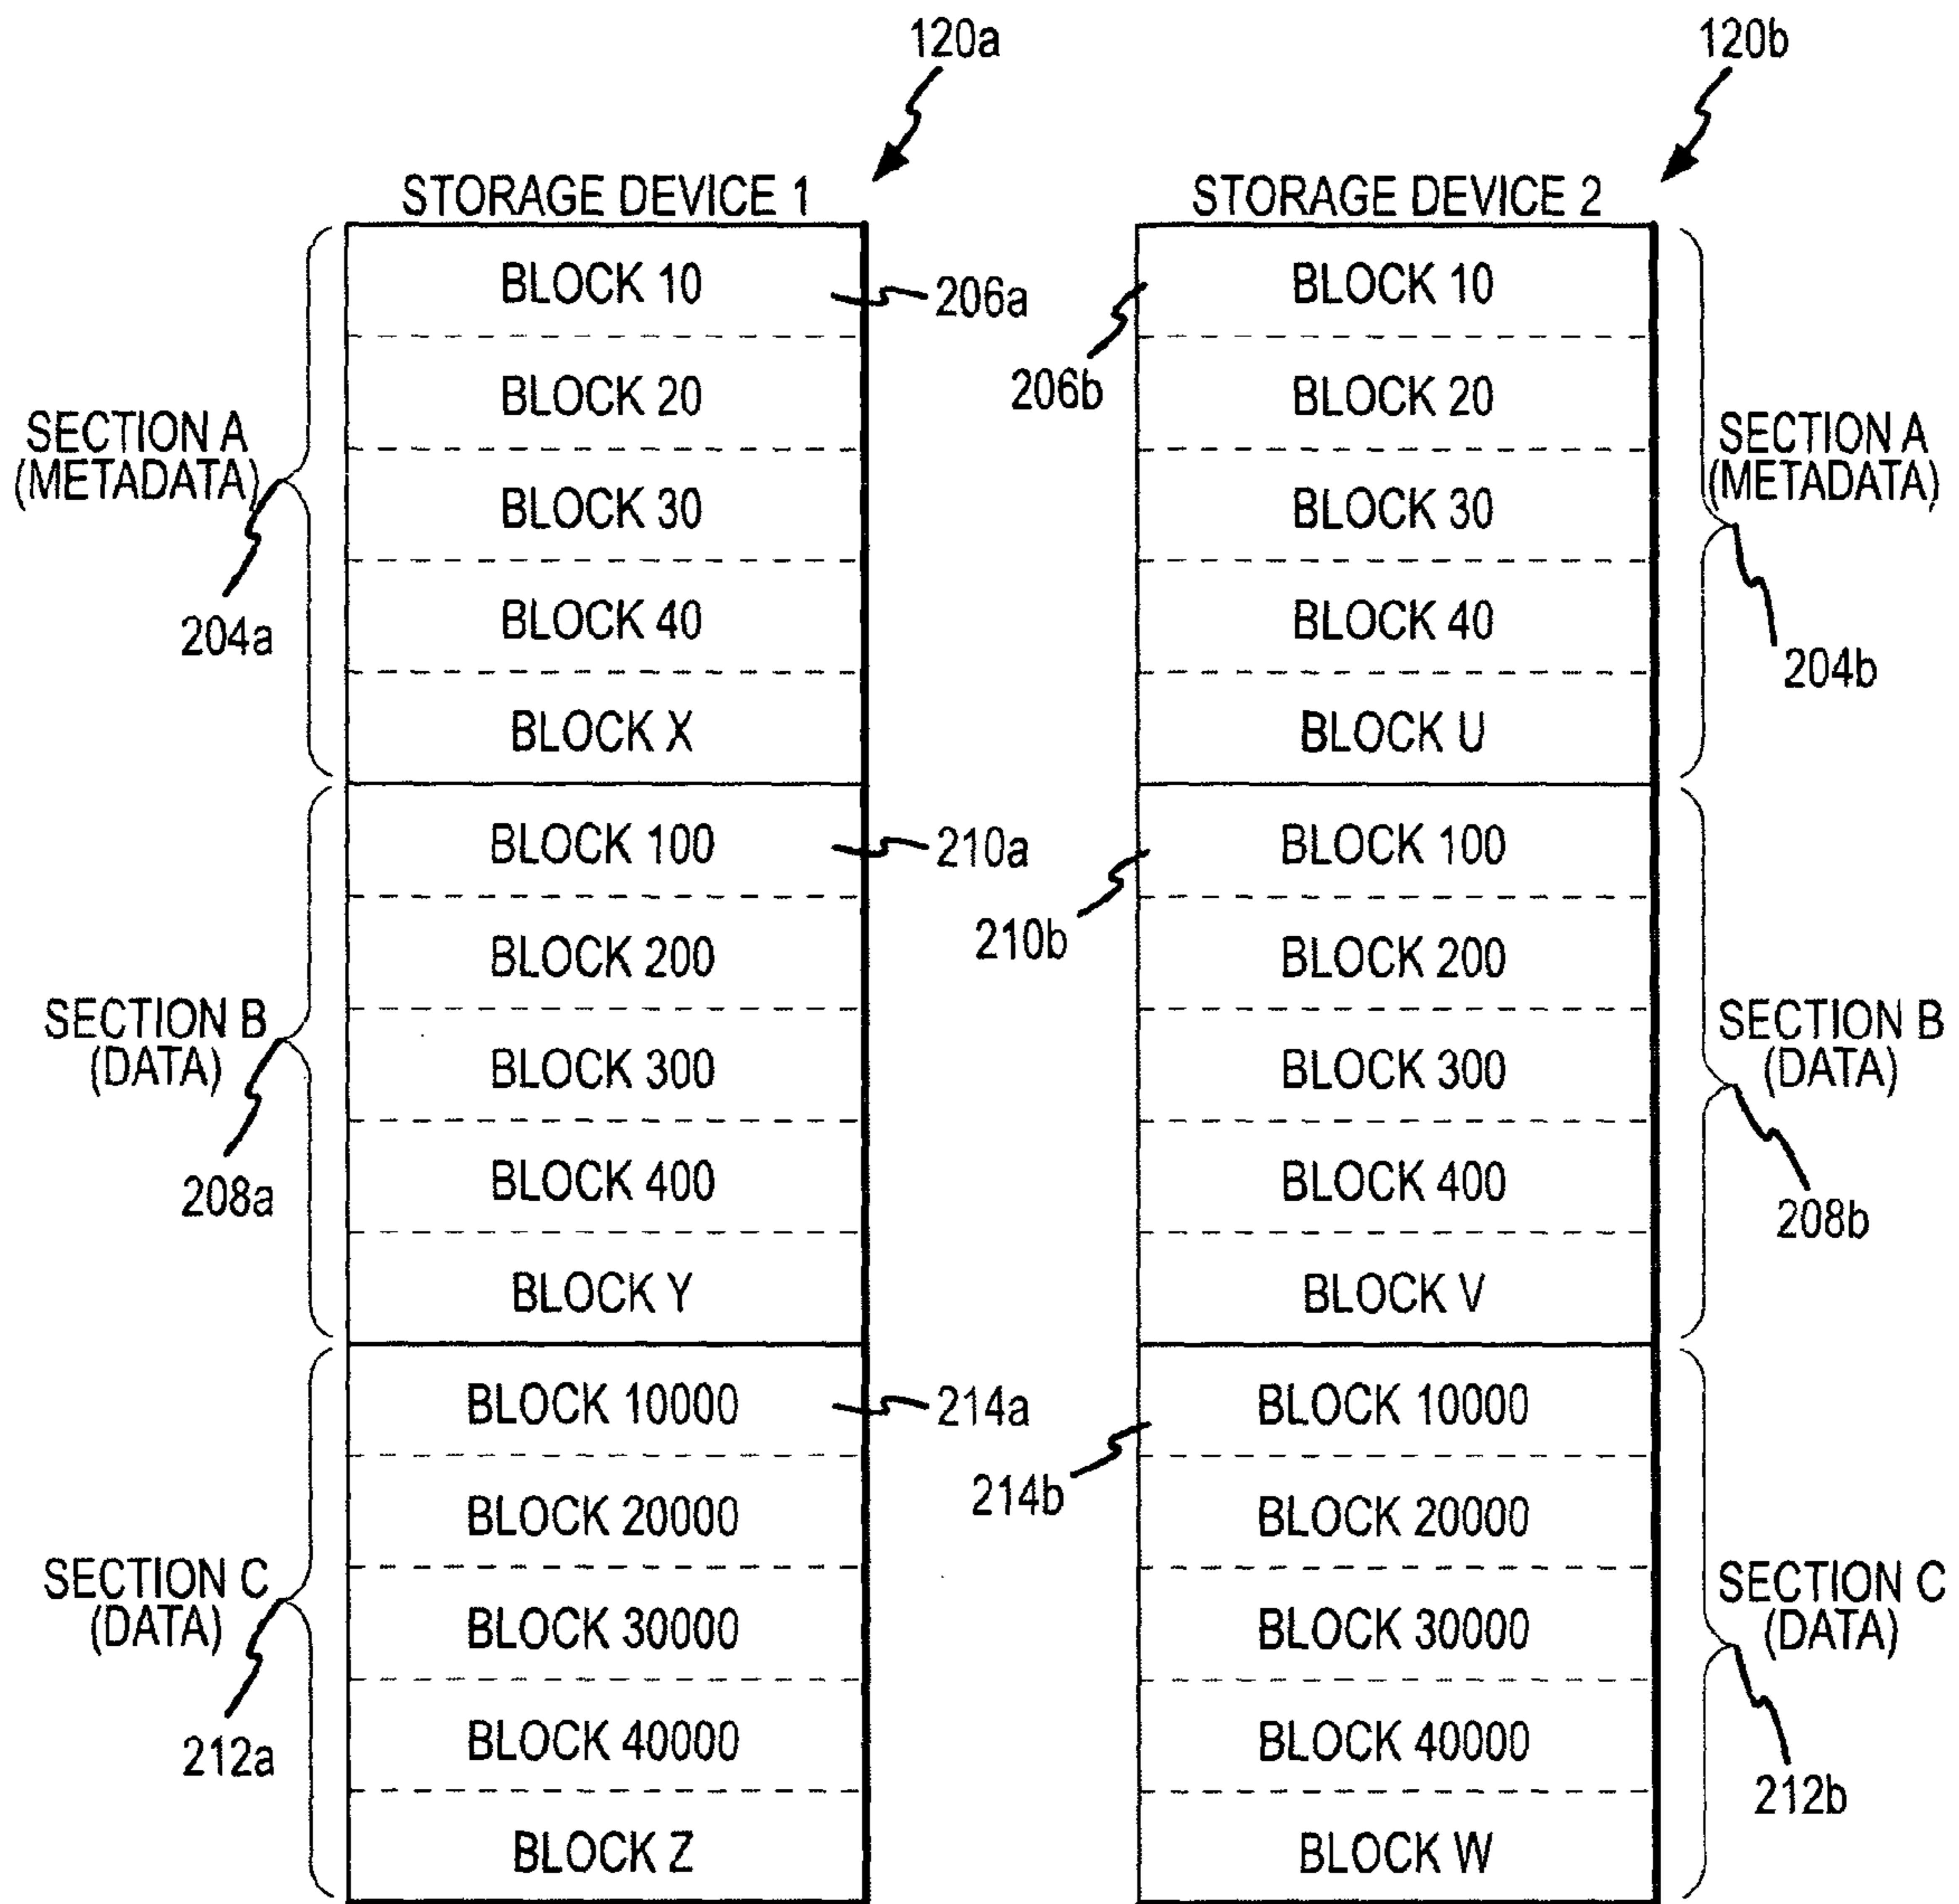 120a
120b
STORAGE DEVICE 1
STORAGE DEVICE 2
BLOCK 10
206a
206b
BLOCK 10
BLOCK 20
BLOCK 20
SECTION A
(METADATA)
SECTION A
(METADATA)
BLOCK 30
BLOCK 30
204a
BLOCK 40
BLOCK 40
204b
BLOCK X
BLOCK U
BLOCK 100
210a
210b
BLOCK 100
BLOCK 200
BLOCK 200
SECTION B
(DATA)
SECTION B
(DATA)
BLOCK 300
BLOCK 300
208a
BLOCK 400
BLOCK 400
208b
BLOCK Y
BLOCK V
BLOCK 10000
214a
214b
BLOCK 10000
BLOCK 20000
BLOCK 20000
SECTION C
(DATA)
SECTION C
(DATA)
BLOCK 30000
BLOCK 30000
212a
BLOCK 40000
BLOCK 40000
212b
BLOCK Z
BLOCK W